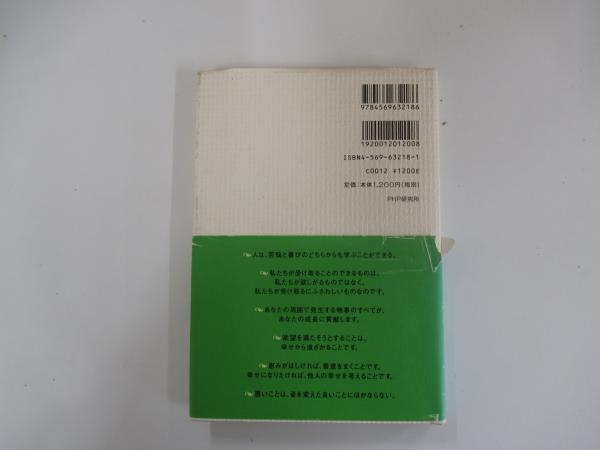 9784569632186
1920012012008
ISBN4-569-63218-1
C0012 ¥1200E
定価:本体1,200円(税別)
PHP研究所
人は、苦悩と喜びのどちらからも学ぶことができる。
私たちが受け取ることのできるものは、
私たちが欲しがるものではなく、
私たちが受け取るにふさわしいものなのです。
あなたの周囲で発生する物事のすべてが、
あなたの成長に貢献します。
欲望を満たそうとすることは、
幸せから遠ざかることです。
恵みがほしければ、善意をまくことです。
幸せになりたければ、他人の幸せを考えることです。
悪いことは、姿を変えた良いことにほかならない。